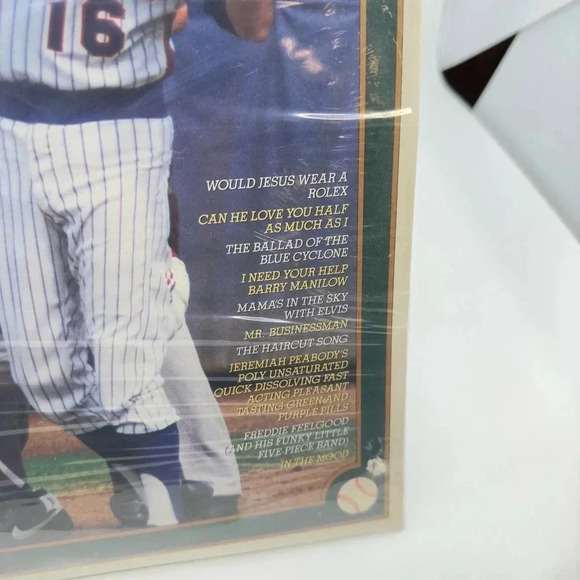 16
WOULD JESUS WEAR A
ROLEX
CAN HE LOVE YOU HALF
AS MUCH AS I
THE BALLAD OF THE
BLUE CYCLONE
I NEED YOUR HELP
BARRY MANILOW
MAMA'S IN THE SKY
WITH ELVIS
MR. BUSINESSMAN
THE HAIRCUT SONG
JEREMIAH PEABODY'S
POLY UNSATURATED
QUICK DISSOLVING FAST
ACTING PLEASANT
TASTING GREEN AND
PURPLE PILLS
FREDDIE FEELGOOD
(AND HIS FUNKY LITTLE
FIVE-PIECE BAND)
IN THE MOOD